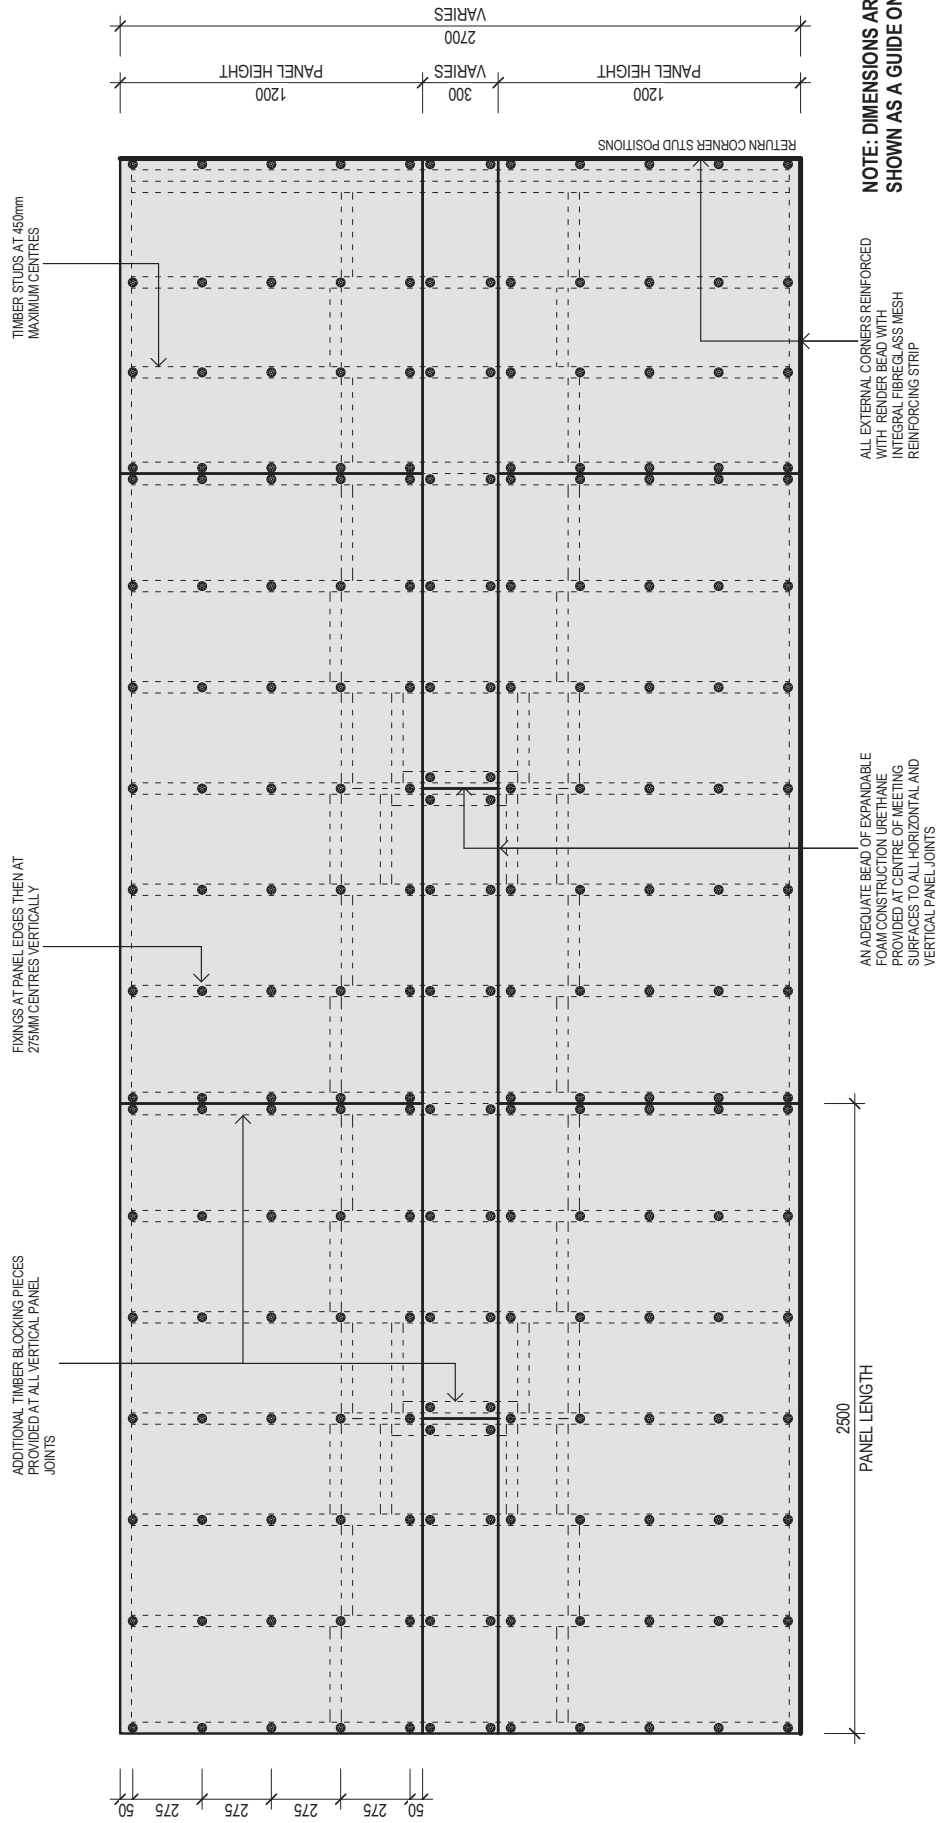 VARIES
2700
PANEL HEIGHT
1200
VARIES
300
PANEL HEIGHT
1200
RETURN CORNER STUD POSITIONS
NOTE: DIMENSIONS AR
SHOWN AS A GUIDE ON
TIMBER STUDS AT 450mm
MAXIMUM CENTRES
ALL EXTERNAL CORNERS REINFORCED
WITH RENDER BEAD WITH
INTEGRAL FIBREGLASS MESH
REINFORCING STRIP
FIXINGS AT PANEL EDGES THEN AT
275MM CENTRES VERTICALLY
AN ADEQUATE BEAD OF EXPANDABLE
FOAM CONSTRUCTION URETHANE
PROVIDED AT CENTRE OF MEETING
SURFACES TO ALL HORIZONTAL AND
VERTICAL PANEL JOINTS
ADDITIONAL TIMBER BLOCKING PIECES
PROVIDED AT ALL VERTICAL PANEL
JOINTS
2500
PANEL LENGTH
50
275
275
275
275
50